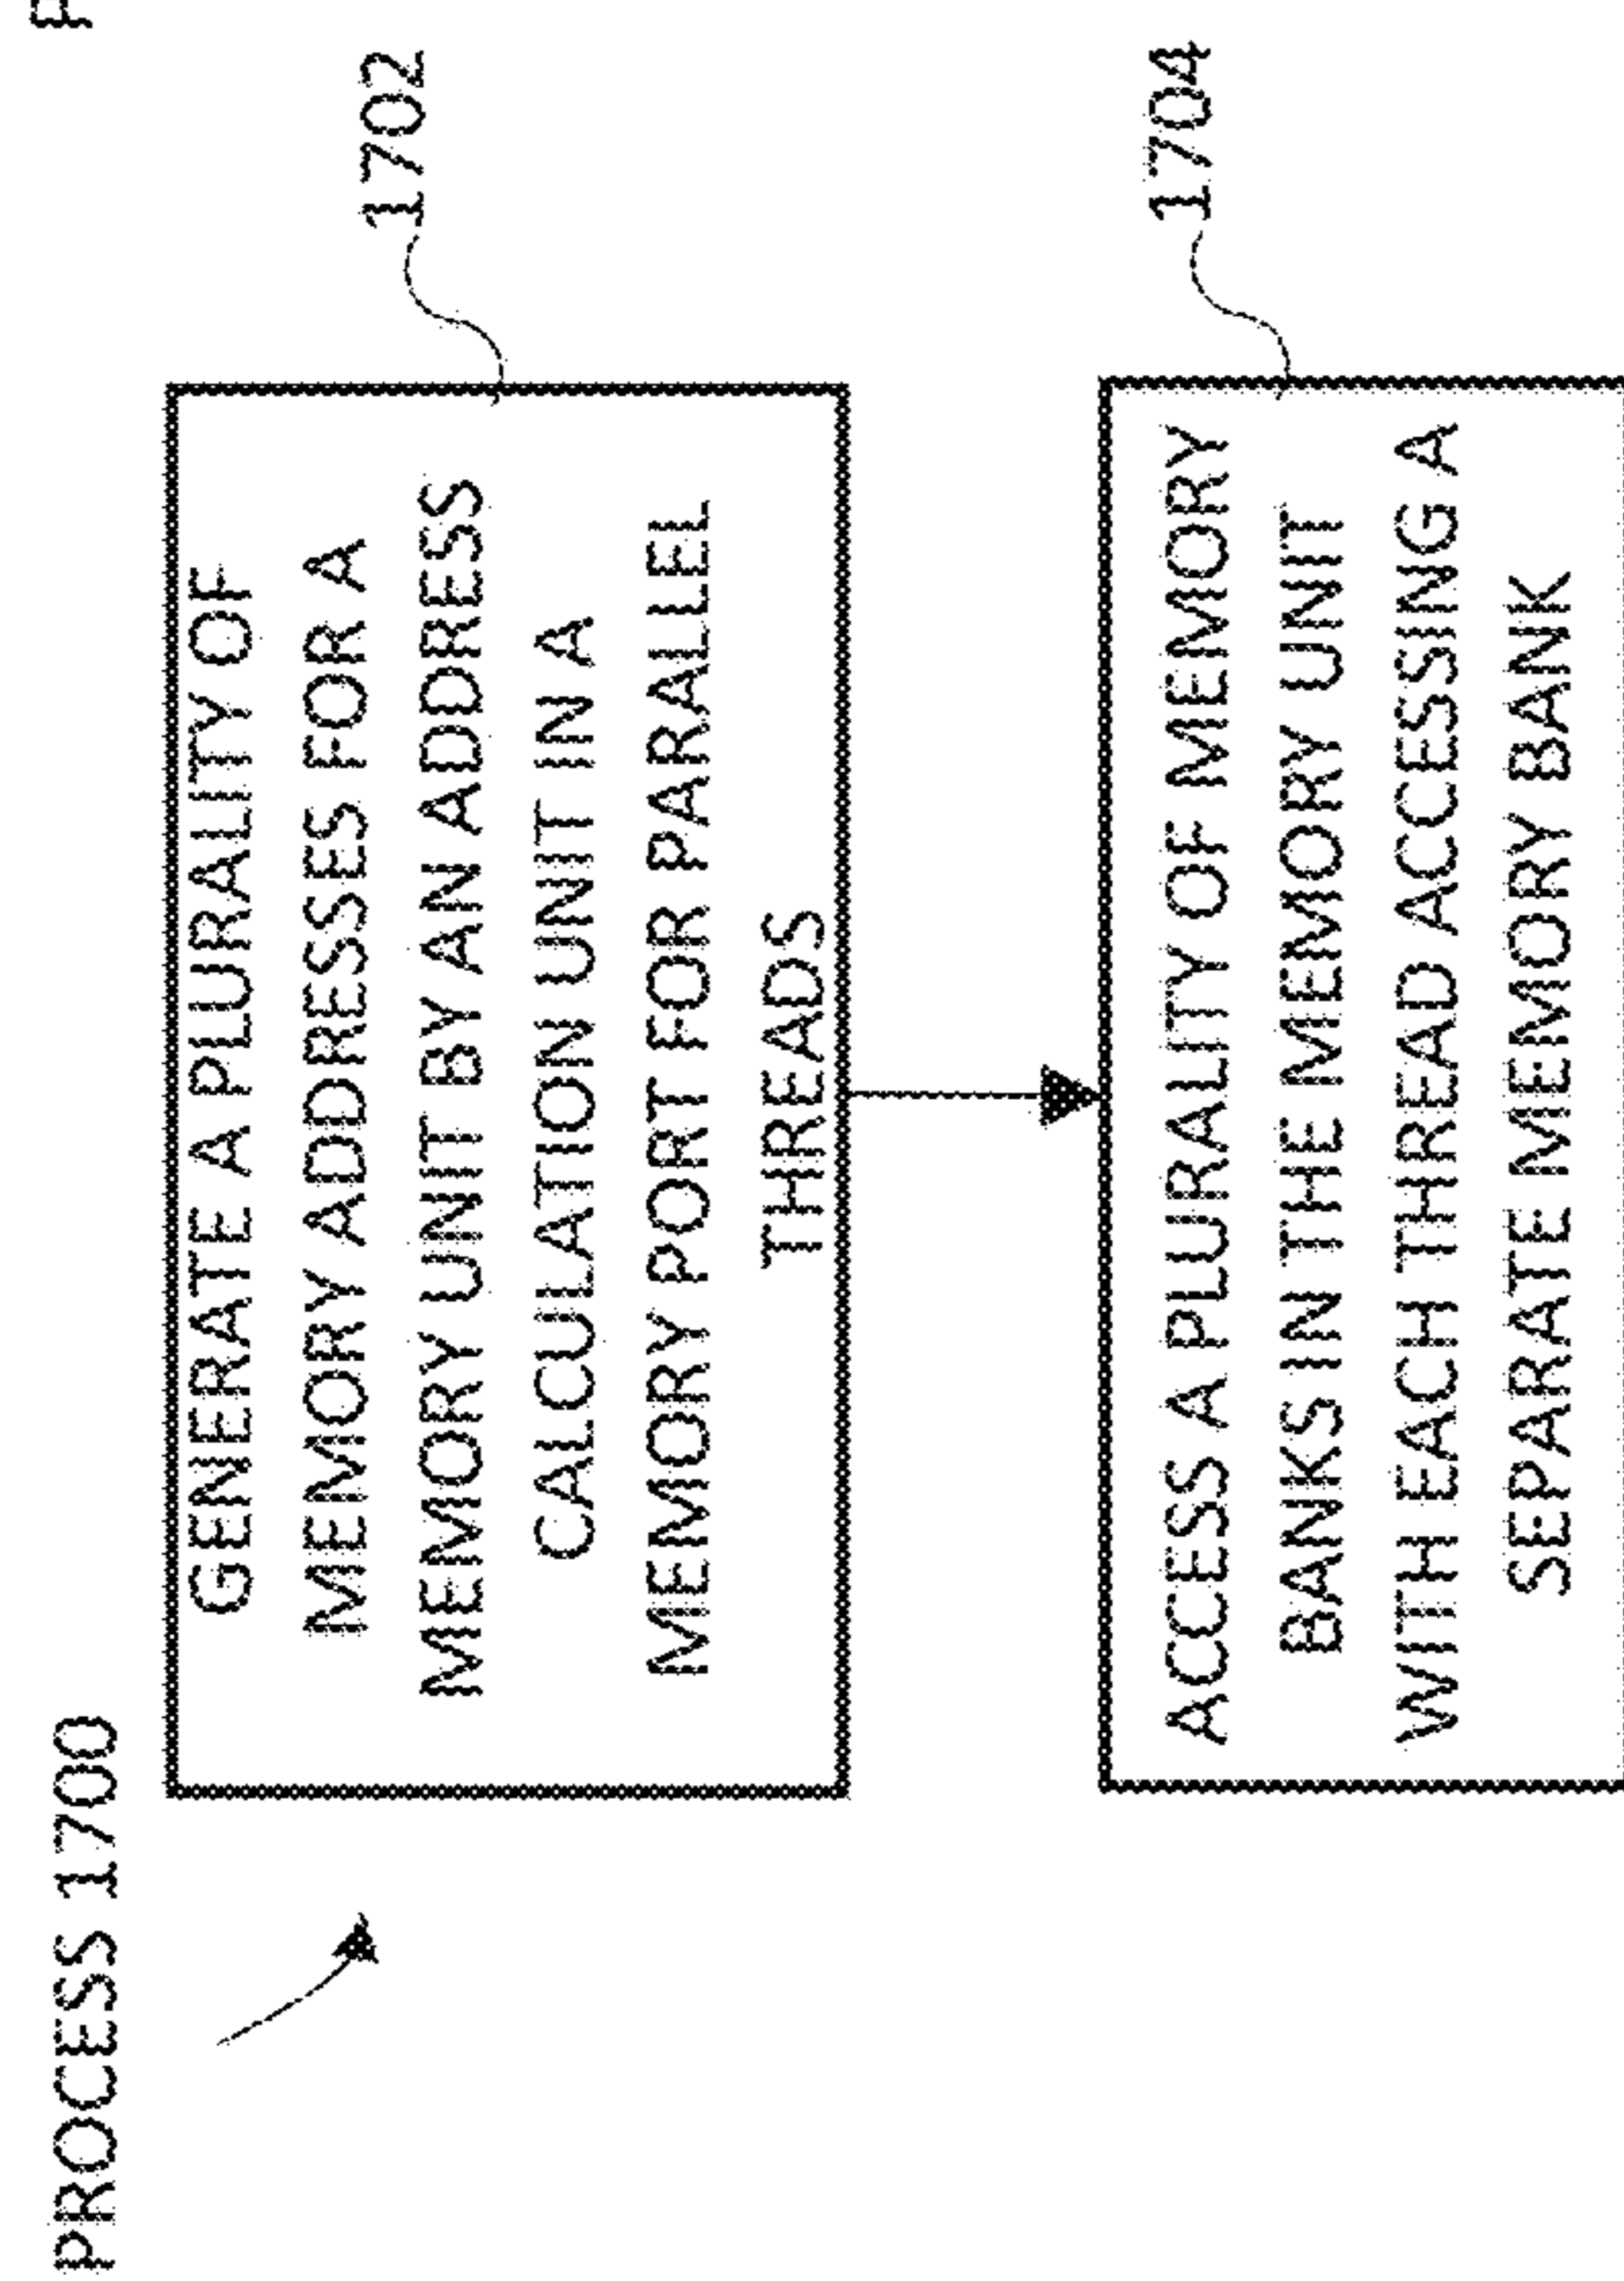 PROCESS 1700
GENERATE A PLURALITY OF
MEMORY ADDRESSES FOR A
MEMORY UNIT BY AN ADDRESS
CALCULATION UNIT IN A
MEMORY PORT FOR PARALLEL
THREADS
1702
ACCESS A PLURALITY OF MEMORY
BANKS IN THE MEMORY UNIT
WITH EACH THREAD ACCESSING A
SEPARATE MEMORY BANK
1704